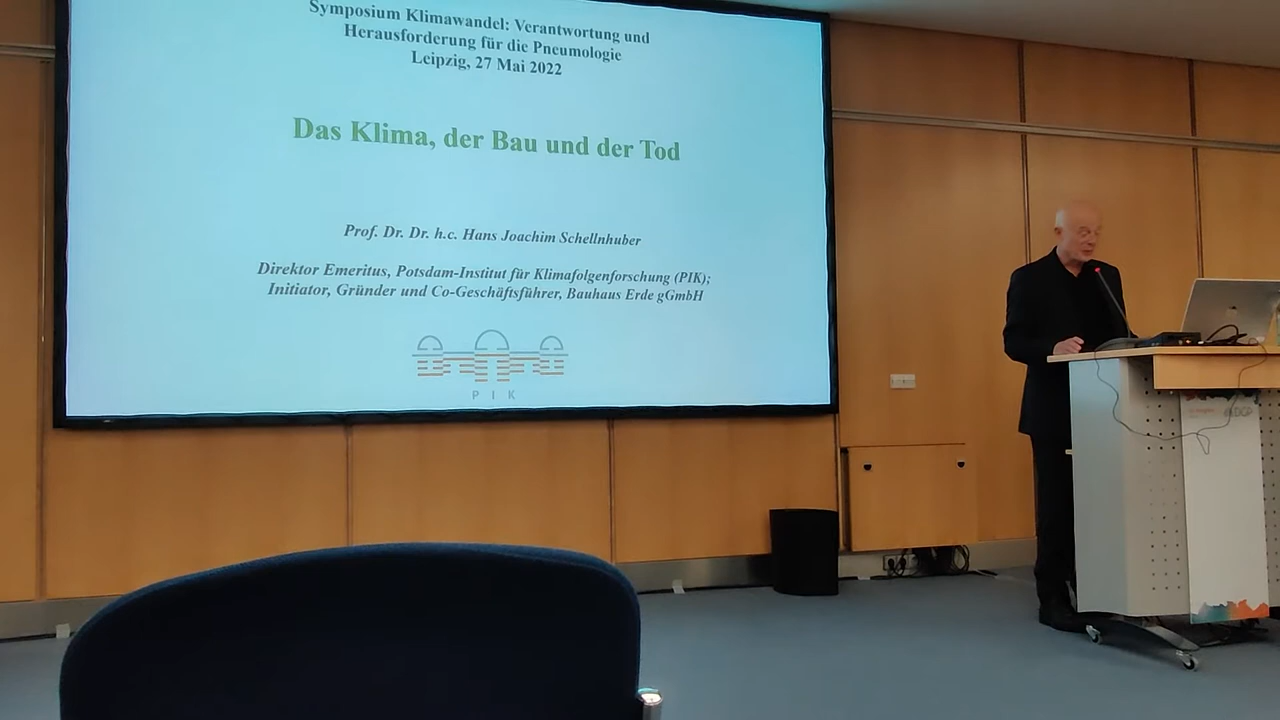 Symposium Klimawandel: Verantwortung und
Herausforderung für die Pneumologie
Leipzig, 27 Mai 2022
Das Klima, der Bau und der Tod
Prof. Dr. Dr. h.c. Hans Joachim Schellnhuber
Direktor Emeritus, Potsdam-Institut für Klimafolgenforschung (PIK);
Initiator, Gründer und Co-Geschäftsführer, Bauhaus Erde gGmbH
PIK
DGP